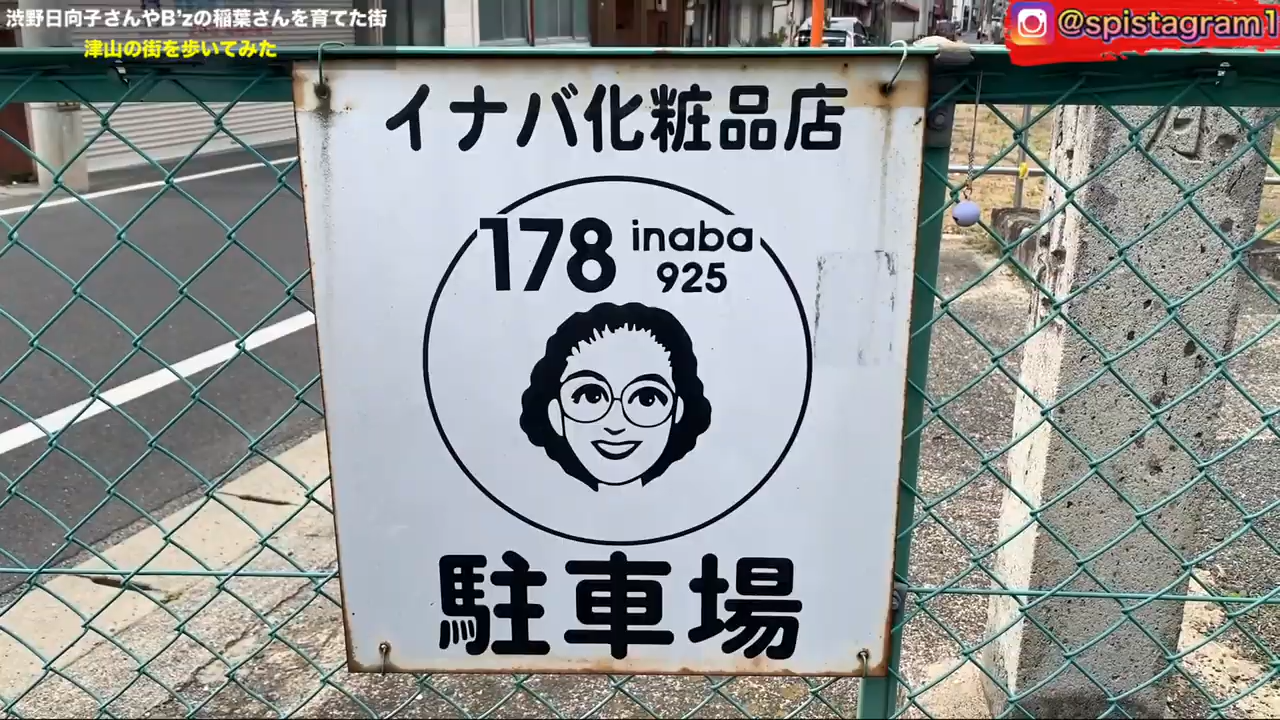 渋野日向子さんやB'zの稲葉さんを育てた街
津山の街を歩いてみた
@spistagram1
イナバ化粧品店
178 inaba
925
駐車場